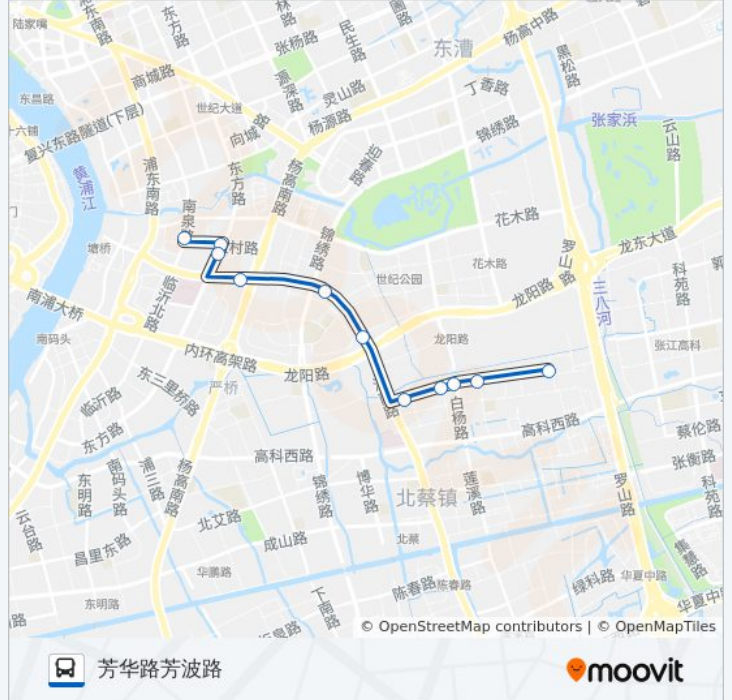 陆家嘴
东方路
张杨路
民生路
东漕
杨高中路
商城路
源深路
灵山路
黑松路
丁香路
东昌路
世纪大道
杨源路
锦绣路
张家浜
云山路
复兴东路隧道(下层)
向城路
迎春路
黄浦江
浦东南路
东方路
杨高南路
南泉
村路
花木路
塘桥
锦绣路
罗山路
龙东大道
花木路
世纪公园
临沂北路
龙阳路
三八河
科苑路
南浦大桥
南码头
内环高架路
龙阳路
张江高科
严桥
龙阳路
东三里桥路
临沂路
白杨路
东方路
高科西路
蔡伦路
高科西路
张衡路
东明路
南码头路
浦三路
杨高南路
锦绣路
博华路
莲溪路
罗山路
科苑路
北蔡镇
云台路
北艾路
成山路
北蔡
昌里东路
集慧路
华鹏路
绿科路
华夏中路
陈春路
陈春路
东明路
下南路
华夏中
© OpenStreetMap contributors | © OpenMapTiles
芳华路芳波路
moovit